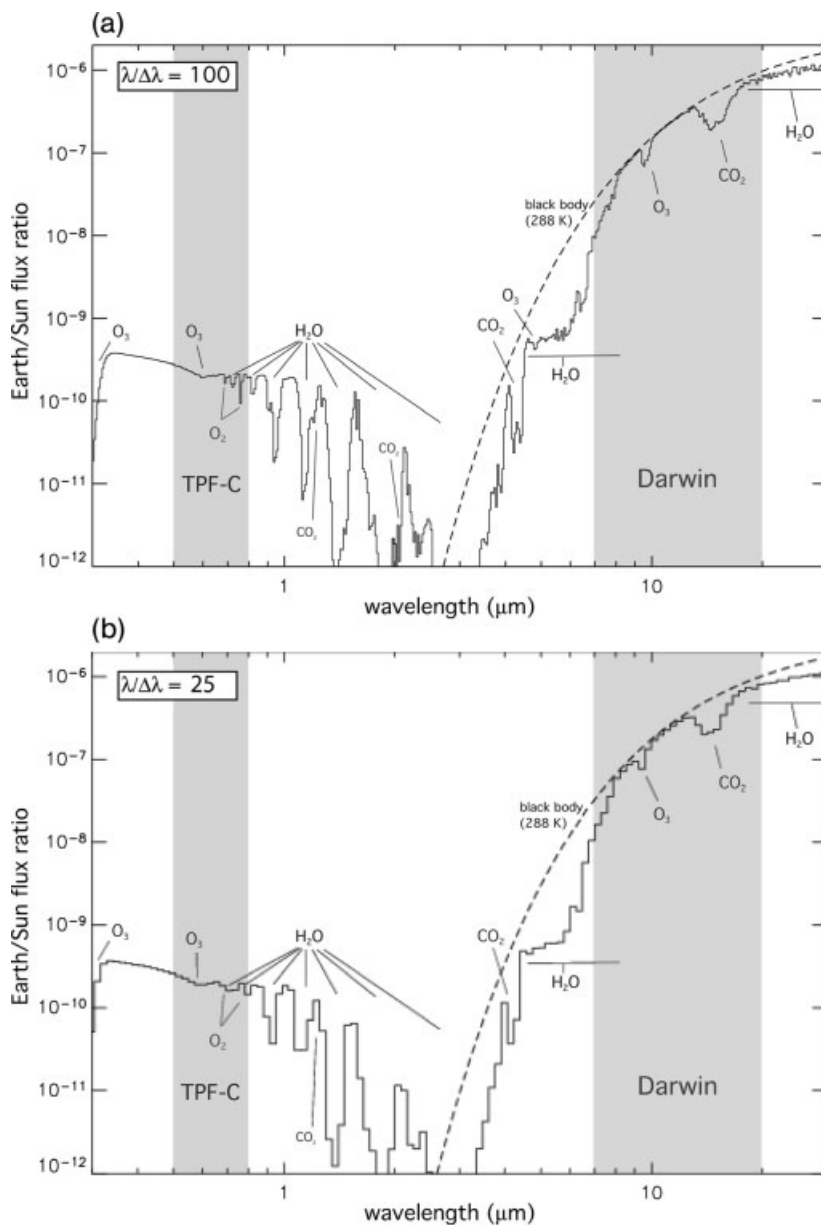 (a)
λ/Δλ = 100
10⁻⁶
10⁻⁷
10⁻⁸
10⁻⁹
10⁻¹⁰
10⁻¹¹
10⁻¹²
Earth/Sun flux ratio
O₃
O₃
H₂O
O₂
TPF-C
CO₂
CO₂
black body
(288 K)
CO₂
O₃
H₂O
O₃
CO₂
H₂O
Darwin
1
10
wavelength (μm)
(b)
λ/Δλ = 25
10⁻⁶
10⁻⁷
10⁻⁸
10⁻⁹
10⁻¹⁰
10⁻¹¹
10⁻¹²
Earth/Sun flux ratio
O₃
O₃
H₂O
O₂
TPF-C
CO₂
black body
(288 K)
CO₂
H₂O
O₃
CO₂
H₂O
Darwin
1
10
wavelength (μm)